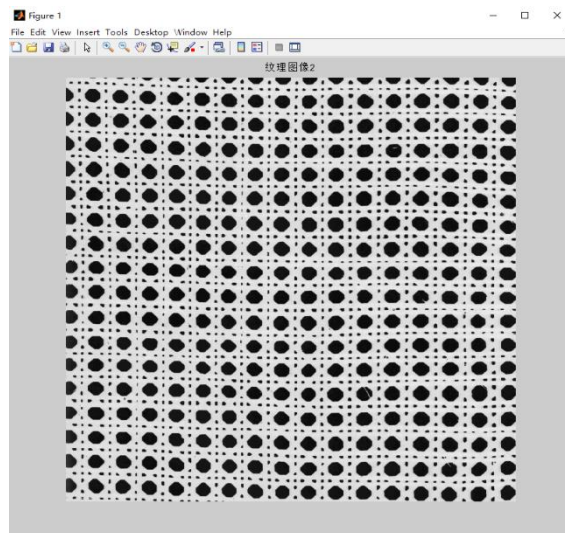 Figure 1
File Edit View Insert Tools Desktop Window Help
纹理图像2